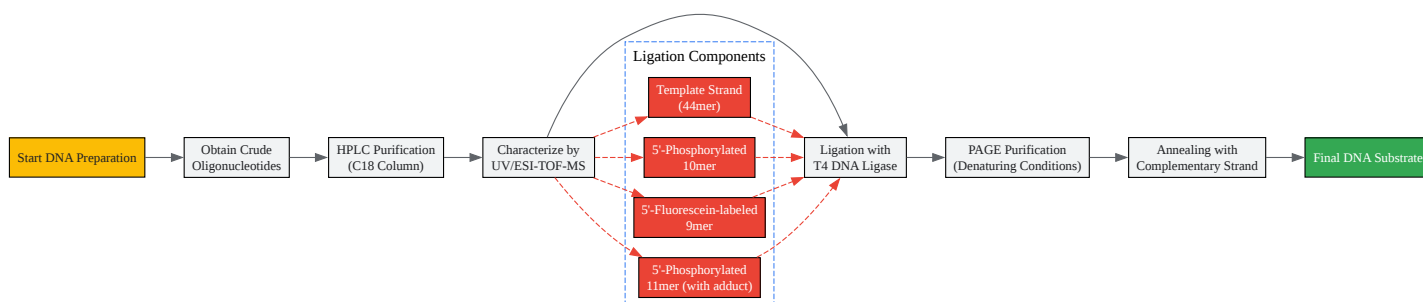 Start DNA Preparation
Obtain Crude
Oligonucleotides
HPLC Purification
(C18 Column)
Characterize by
UV/ESI-TOF-MS
Ligation Components
Template Strand
(44mer)
5'-Phosphorylated
10mer
5'-Fluorescein-labeled
9mer
5'-Phosphorylated
11mer (with adduct)
Ligation with
T4 DNA Ligase
PAGE Purification
(Denaturing Conditions)
Annealing with
Complementary Strand
Final DNA Substrate